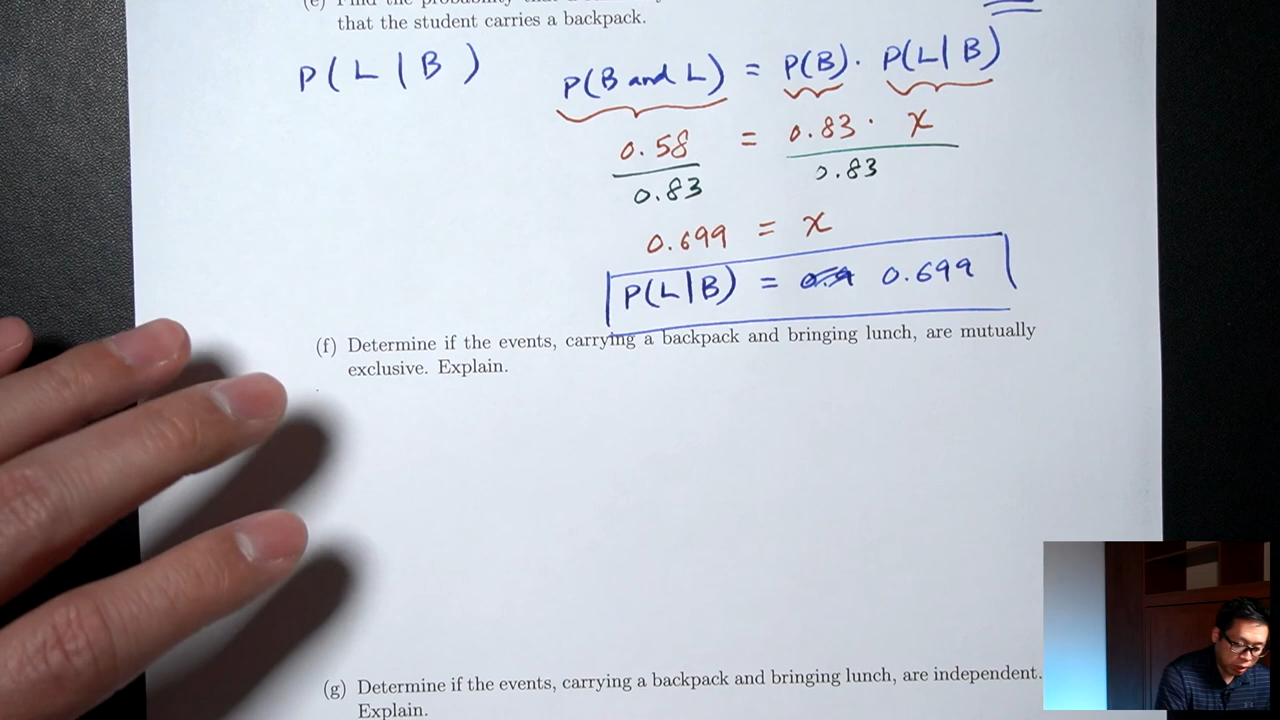 that the student carries a backpack.
P( L | B )
P(B and L) = P(B) · P(L|B)
0.58 = 0.83 · x
0.83 0.83
0.699 = x
P(L|B) = 0.699
(f) Determine if the events, carrying a backpack and bringing lunch, are mutually
exclusive. Explain.
(g) Determine if the events, carrying a backpack and bringing lunch, are independent.
Explain.